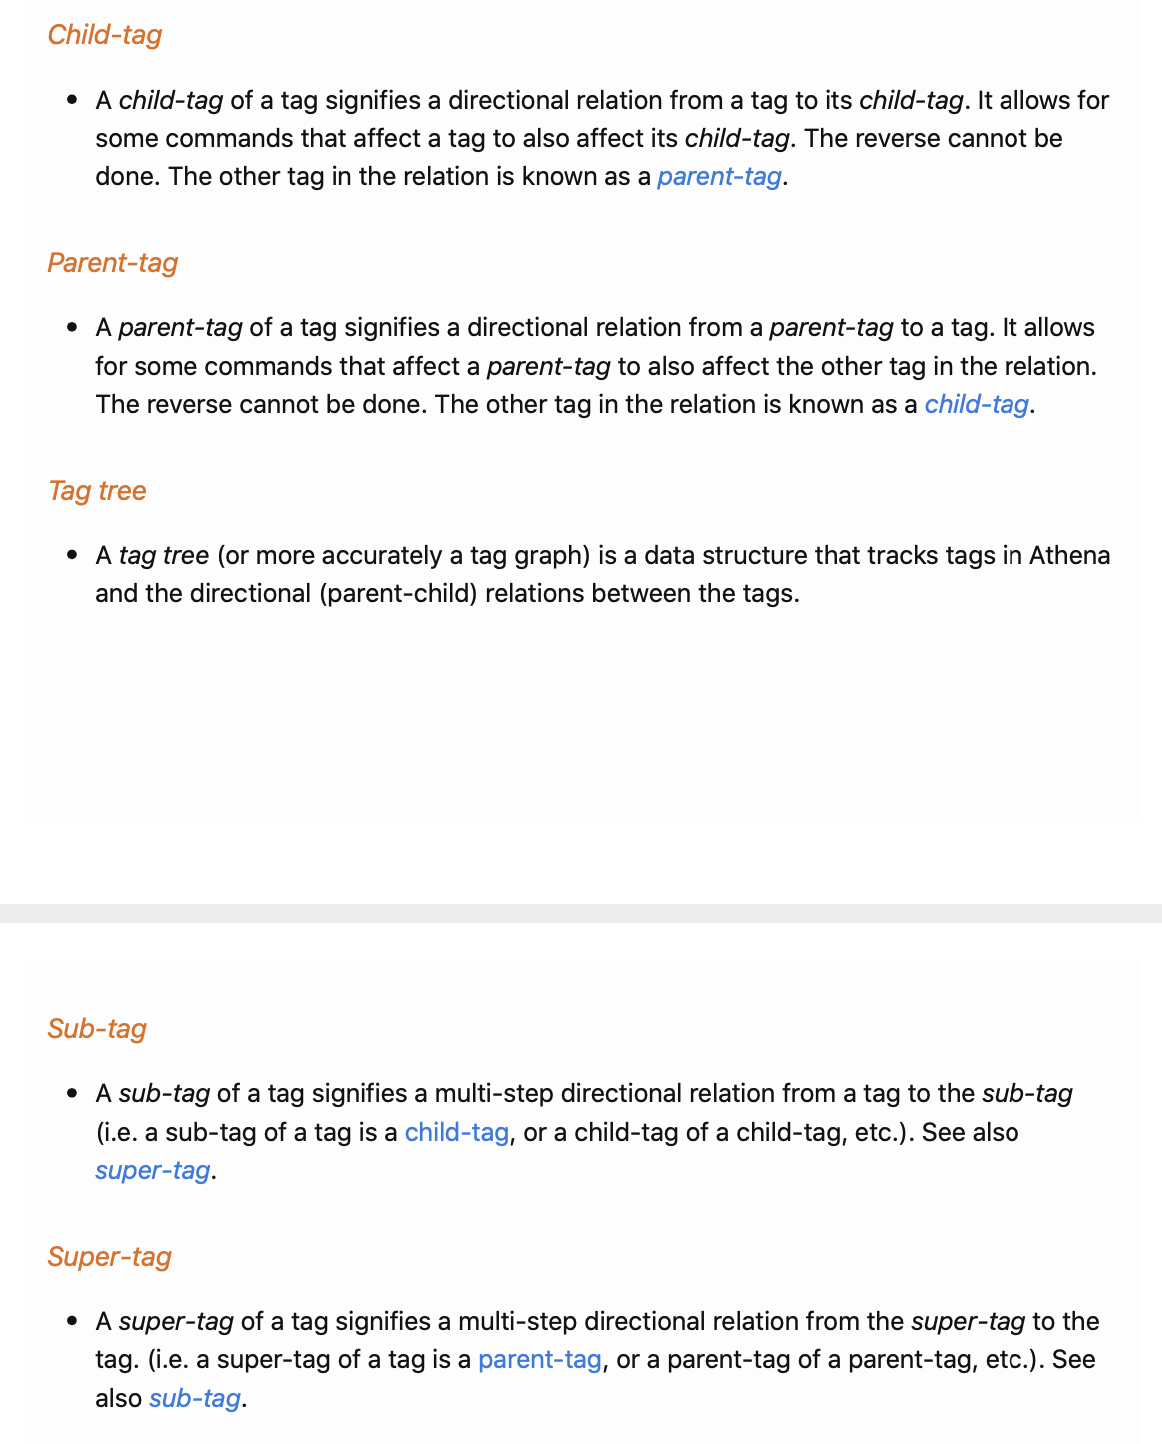 Child-tag
• A child-tag of a tag signifies a directional relation from a tag to its child-tag. It allows for
some commands that affect a tag to also affect its child-tag. The reverse cannot be
done. The other tag in the relation is known as a parent-tag.
Parent-tag
• A parent-tag of a tag signifies a directional relation from a parent-tag to a tag. It allows
for some commands that affect a parent-tag to also affect the other tag in the relation.
The reverse cannot be done. The other tag in the relation is known as a child-tag.
Tag tree
• A tag tree (or more accurately a tag graph) is a data structure that tracks tags in Athena
and the directional (parent-child) relations between the tags.
Sub-tag
• A sub-tag of a tag signifies a multi-step directional relation from a tag to the sub-tag
(i.e. a sub-tag of a tag is a child-tag, or a child-tag of a child-tag, etc.). See also
super-tag.
Super-tag
• A super-tag of a tag signifies a multi-step directional relation from the super-tag to the
tag. (i.e. a super-tag of a tag is a parent-tag, or a parent-tag of a parent-tag, etc.). See
also sub-tag.